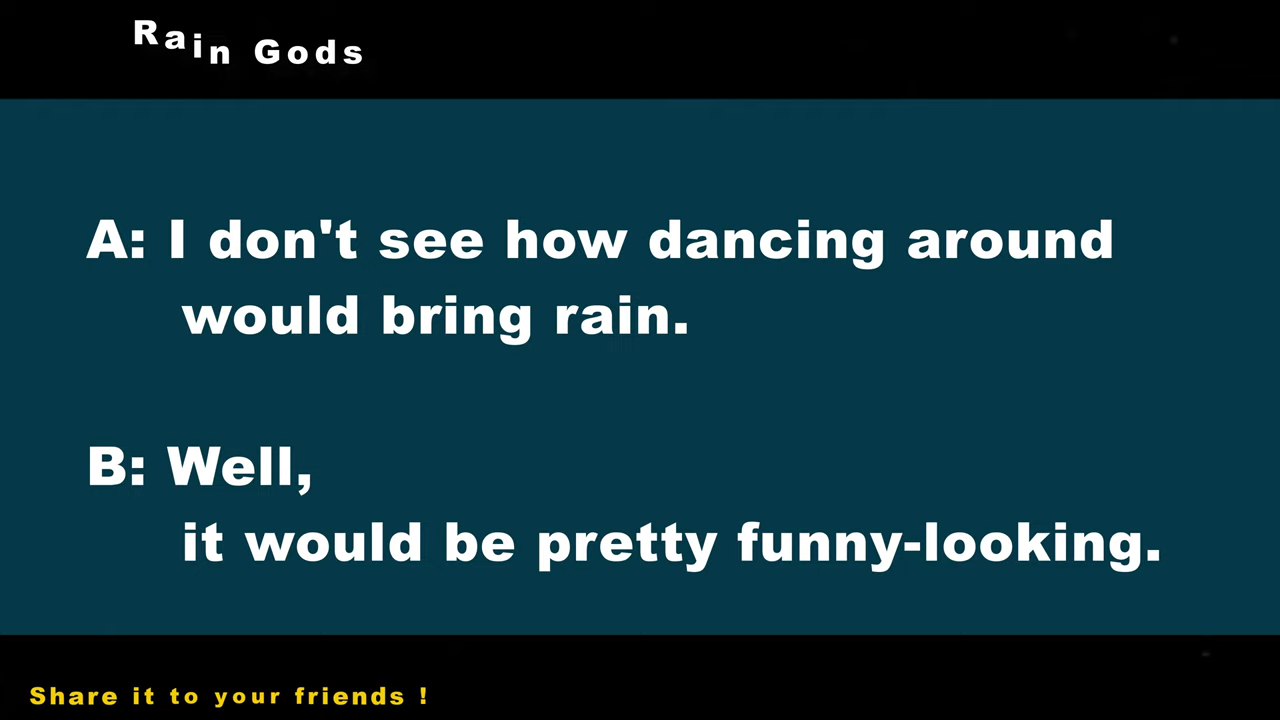 Rain Gods
A: I don't see how dancing around
would bring rain.
B: Well,
it would be pretty funny-looking.
Share it to your friends !